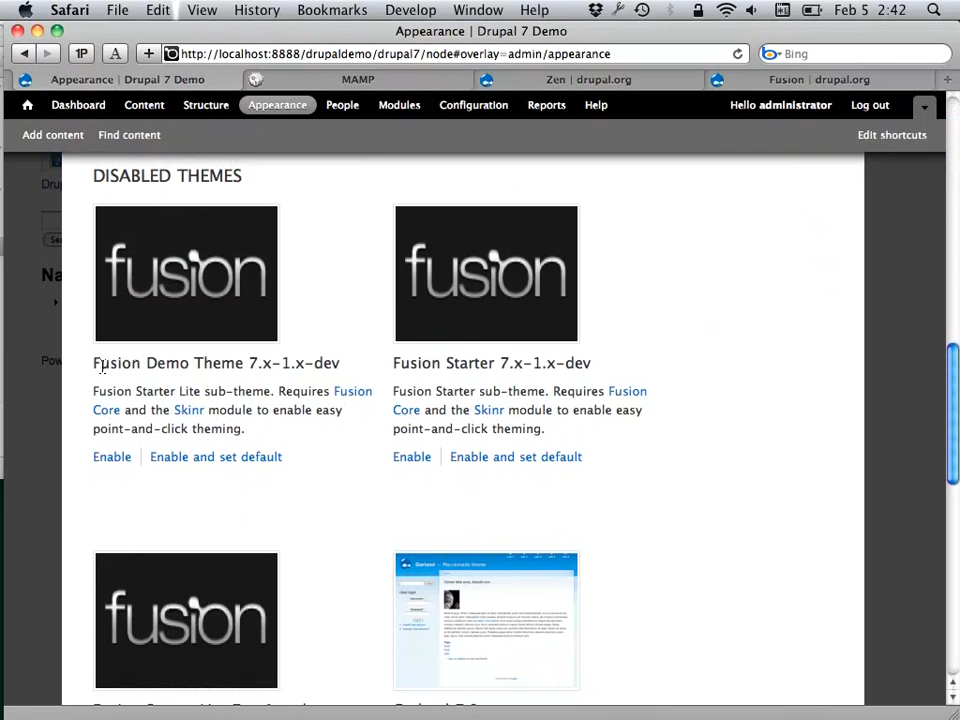 Safari File Edit View History Bookmarks Develop Window Help Feb 5 2:42
Appearance | Drupal 7 Demo
1P A + http://localhost:8888/drupaldemo/drupal7/node#overlay=admin/appearance Bing
Appearance | Drupal 7 Demo MAMP Zen | drupal.org Fusion | drupal.org +
Dashboard Content Structure Appearance People Modules Configuration Reports Help Hello administrator Log out
Add content Find content Edit shortcuts
DISABLED THEMES
fusion fusion
Fusion Demo Theme 7.x-1.x-dev Fusion Starter 7.x-1.x-dev
Fusion Starter Lite sub-theme. Requires Fusion Fusion Starter sub-theme. Requires Fusion
Core and the Skinr module to enable easy Core and the Skinr module to enable easy
point-and-click theming. point-and-click theming.
Enable Enable and set default Enable Enable and set default
fusion